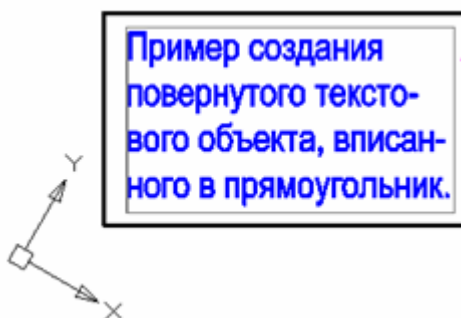 Пример создания
повернутого тексто-
вого объекта, вписан-
ного в прямоугольник.
Y
X